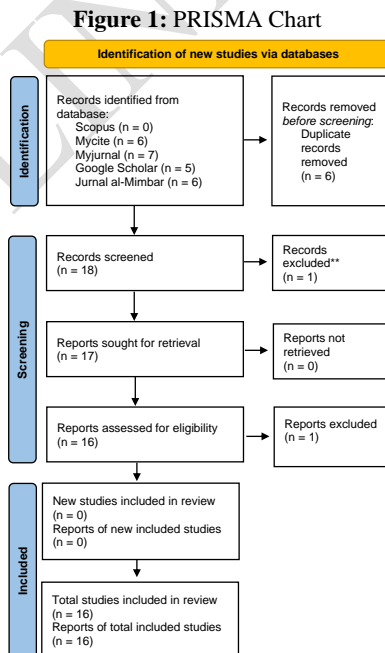 Figure 1: PRISMA Chart
Identification of new studies via databases
Identification
Records identified from
database:
Scopus (n = 0)
Mycite (n = 6)
Myjurnal (n = 7)
Google Scholar (n = 5)
Jurnal al-Mimbar (n = 6)
Records removed
before screening:
Duplicate
records
removed
(n = 6)
Screening
Records screened
(n = 18)
Records
excluded**
(n = 1)
Reports sought for retrieval
(n = 17)
Reports not
retrieved
(n = 0)
Reports assessed for eligibility
(n = 16)
Reports excluded
(n = 1)
Included
New studies included in review
(n = 0)
Reports of new included studies
(n = 0)
Total studies included in review
(n = 16)
Reports of total included studies
(n = 16)